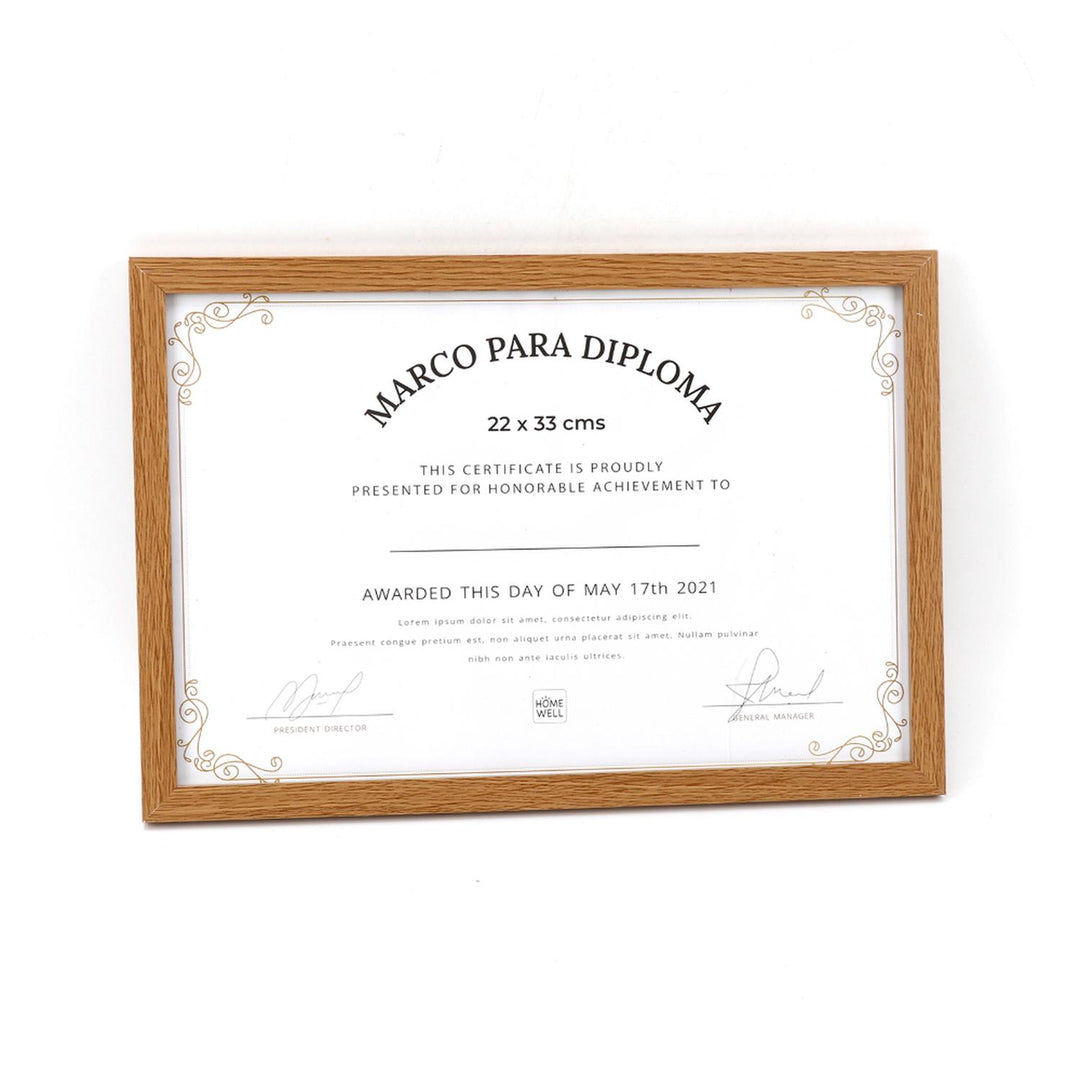 MARCO PARA DIPLOMA
22 x 33 cms
THIS CERTIFICATE IS PROUDLY
PRESENTED FOR HONORABLE ACHIEVEMENT TO
AWARDED THIS DAY OF MAY 17th 2021
Lorem ipsum dolor sit amet, consectetur adipiscing elit.
Praesent congue pretium est, non aliquet urna placerat sit amet. Nullam pulvinar
nibh non ante iaculis ultrices.
PRESIDENT DIRECTOR
HOME
WELL
GENERAL MANAGER